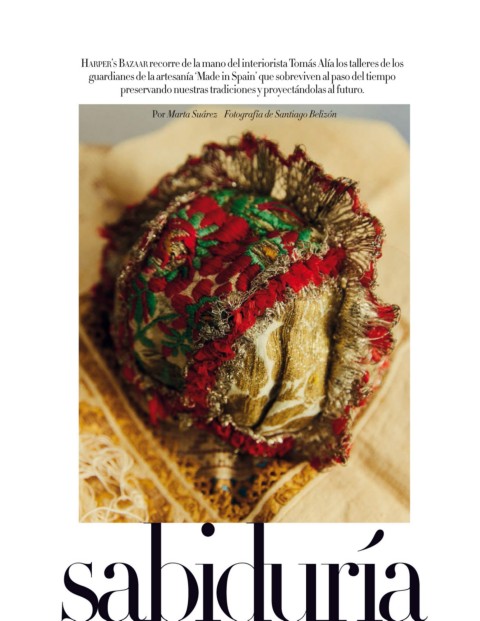 HARPER'S BAZAAR recorre de la mano del interiorista Tomás Alía los talleres de los
guardianes de la artesanía 'Made in Spain' que sobreviven al paso del tiempo
preservando nuestras tradiciones y proyectándolas al futuro.
Por Marta Suárez Fotografía de Santiago Belizón
sabiduría